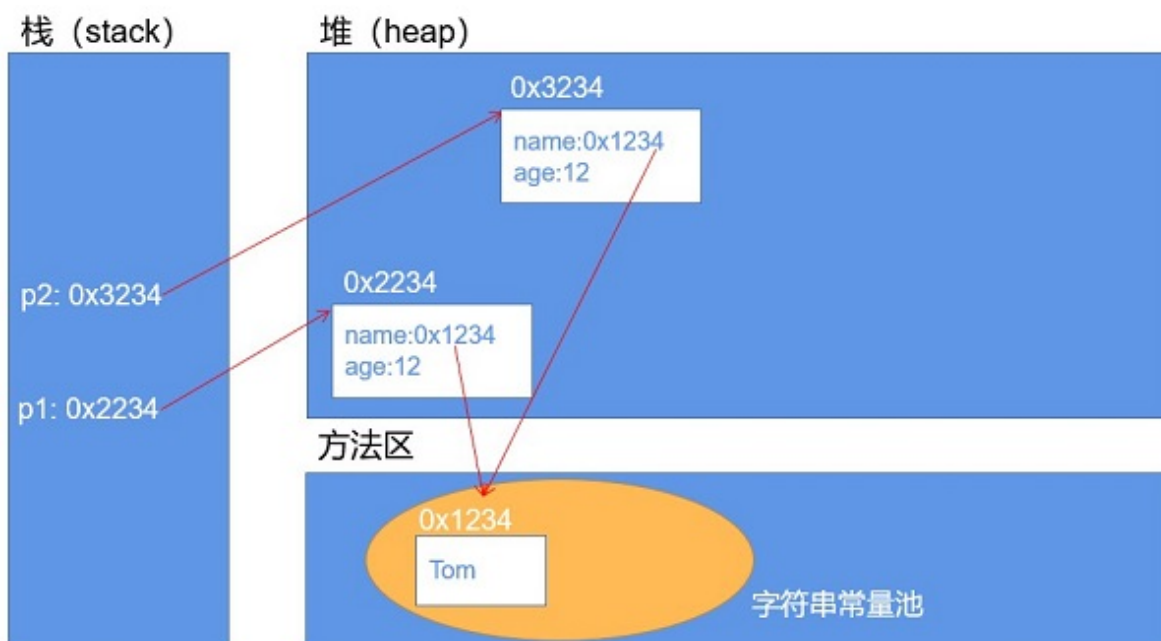 栈（stack）
堆（heap）
0x3234
name:0x1234
age:12
p2: 0x3234
0x2234
name:0x1234
age:12
p1: 0x2234
方法区
0x1234
Tom
字符串常量池